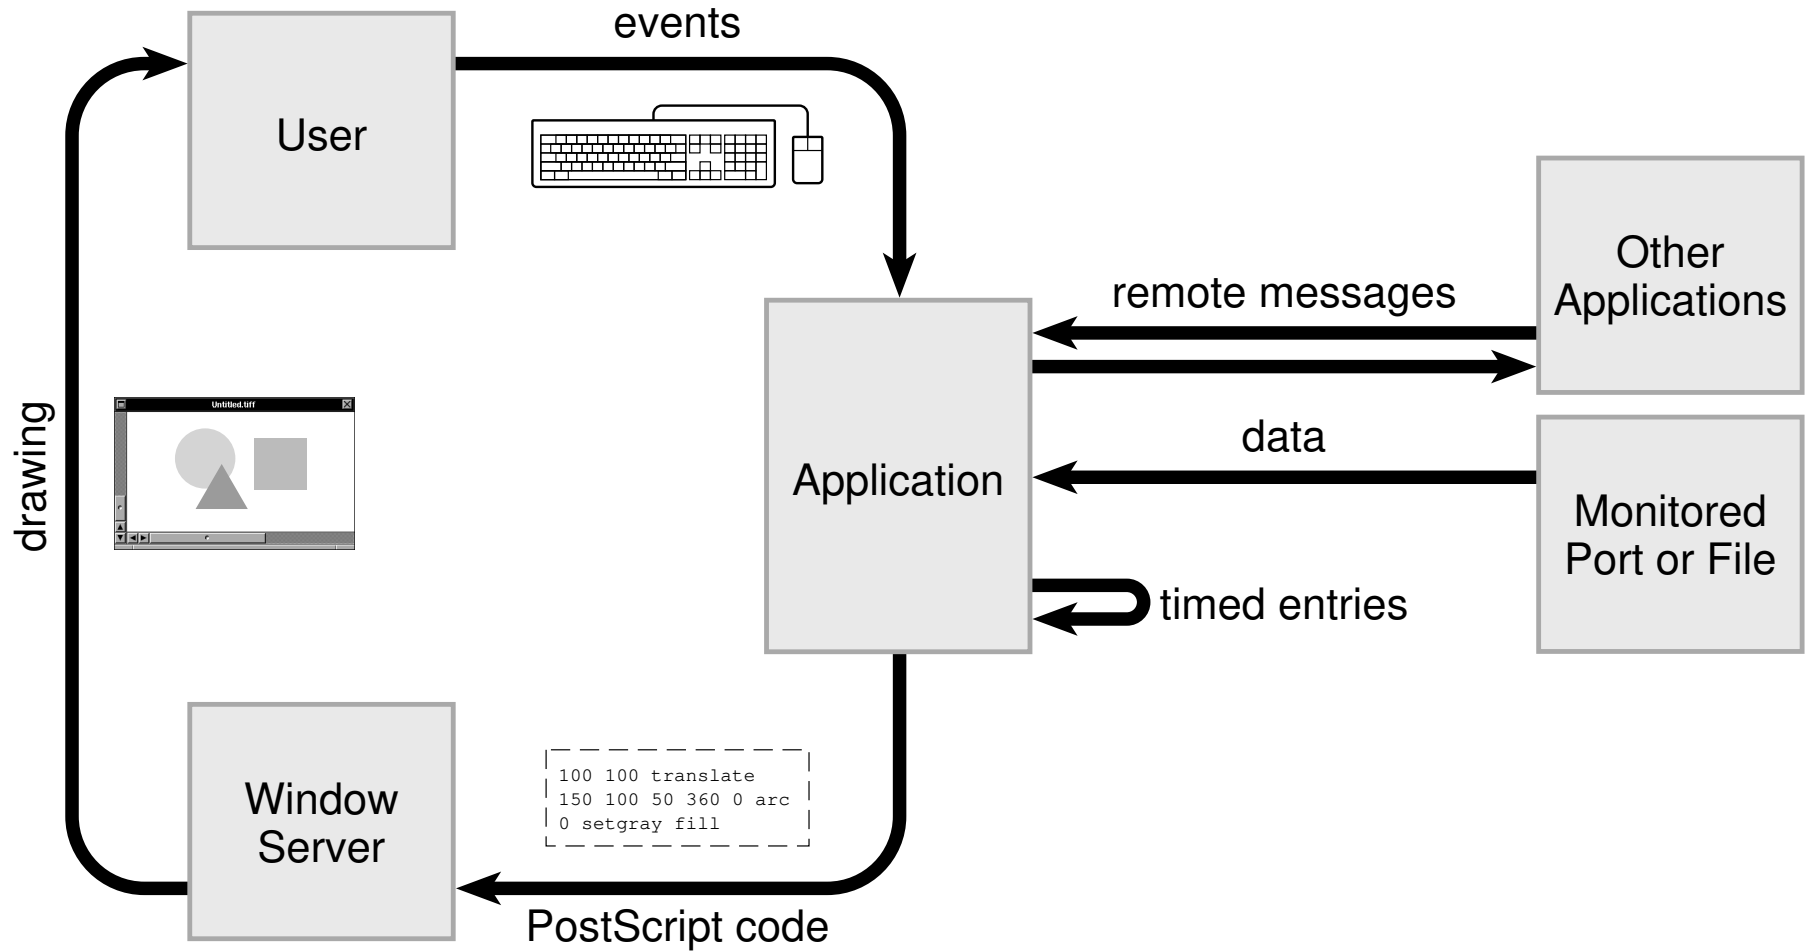 events
User
Other
Applications
remote messages
Untitled.tiff
drawing
data
Application
Monitored
Port or File
timed entries
Window
Server
100 100 translate
150 100 50 360 0 arc
0 setgray fill
PostScript code